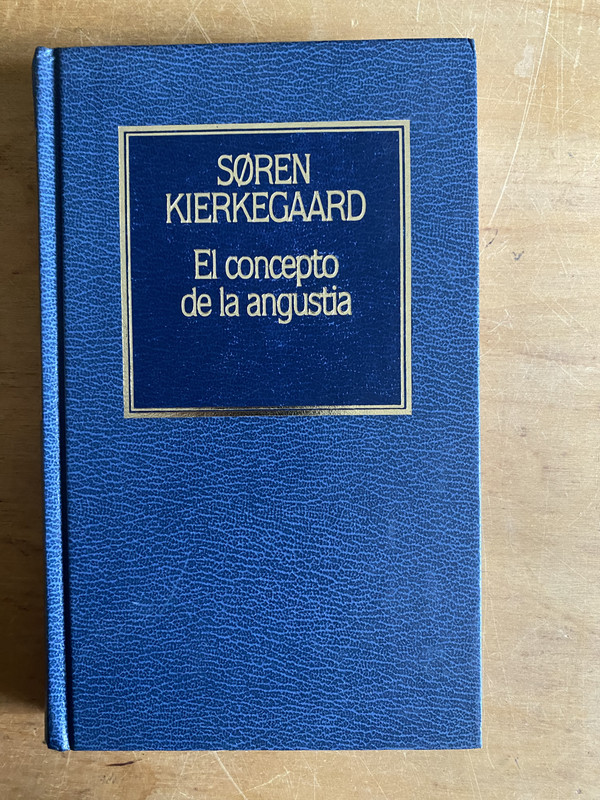 SØREN
KIERKEGAARD
El concepto
de la angustia